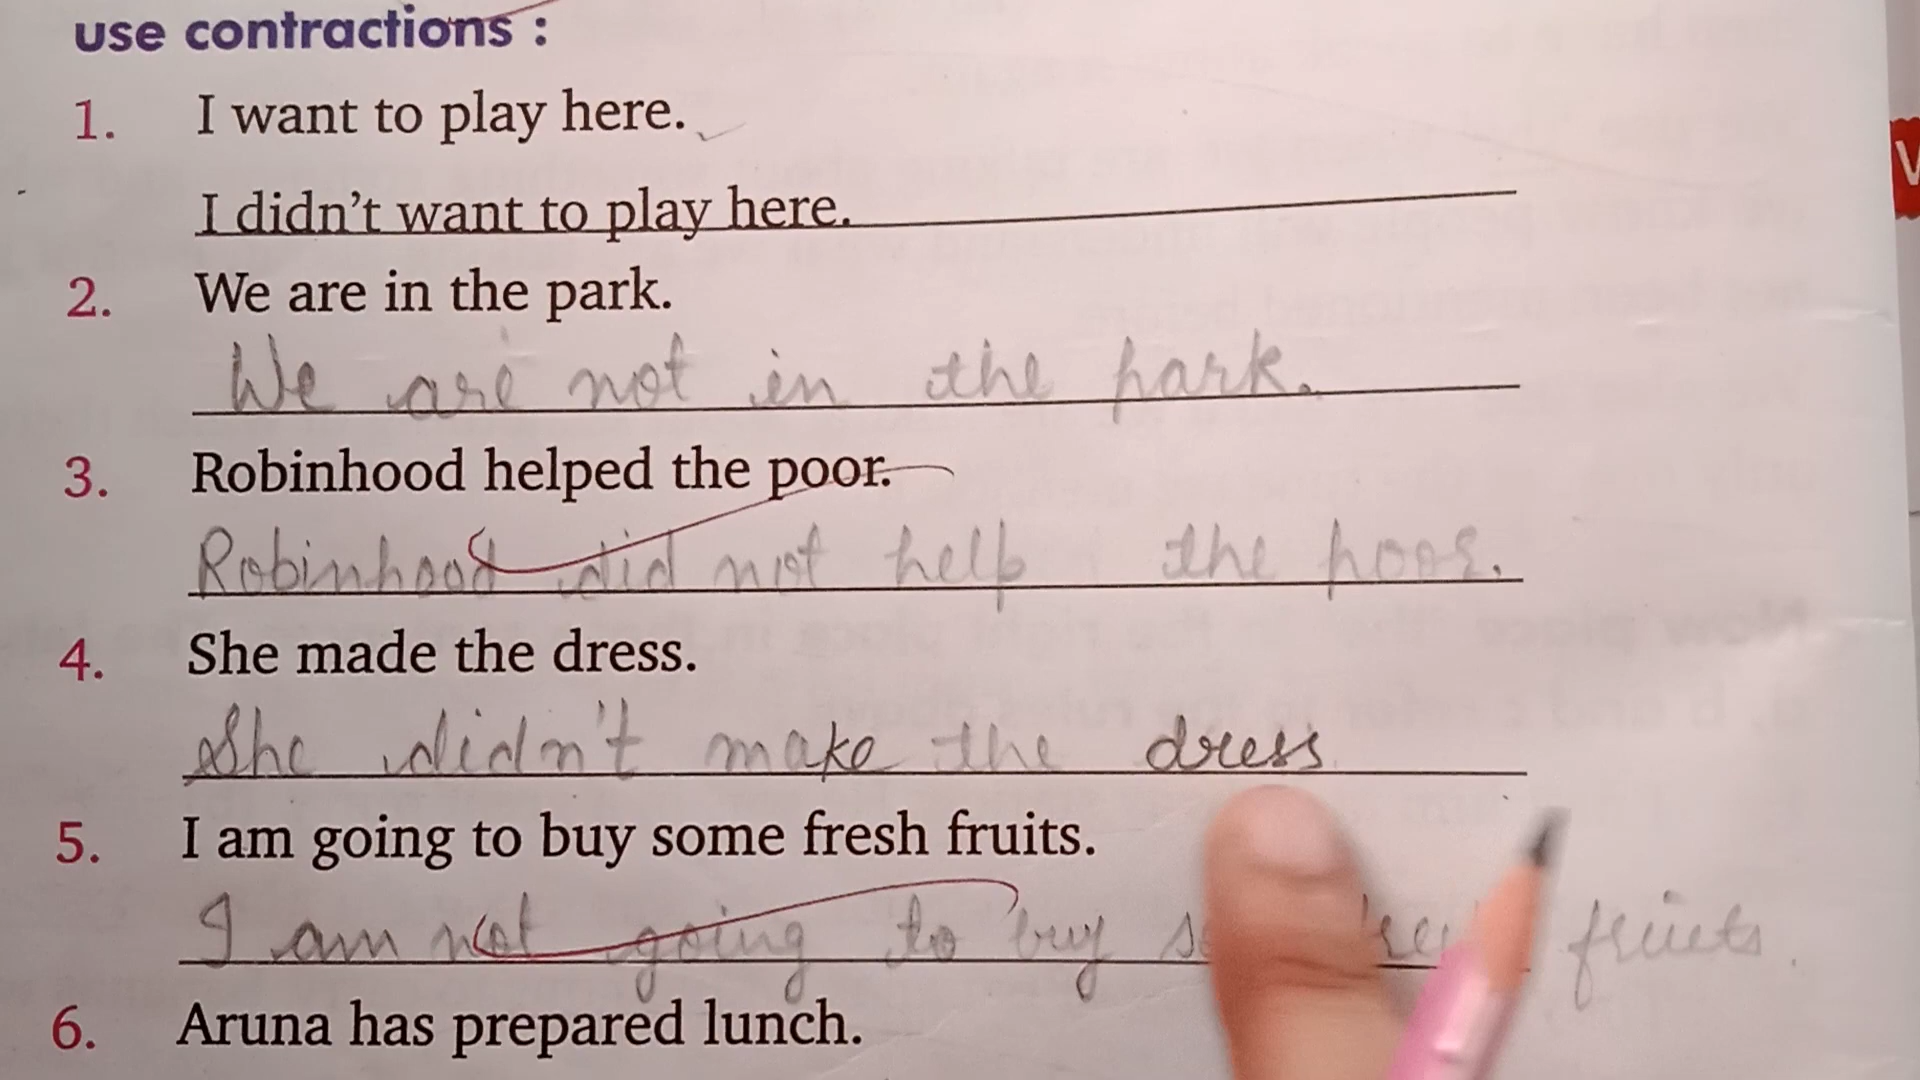 use contractions :
1. I want to play here.
I didn't want to play here.
2. We are in the park.
We are not in the park.
3. Robinhood helped the poor.
Robinhood did not help the poor.
4. She made the dress.
She didn't make the dress
5. I am going to buy some fresh fruits.
I am not going to buy fruits.
6. Aruna has prepared lunch.